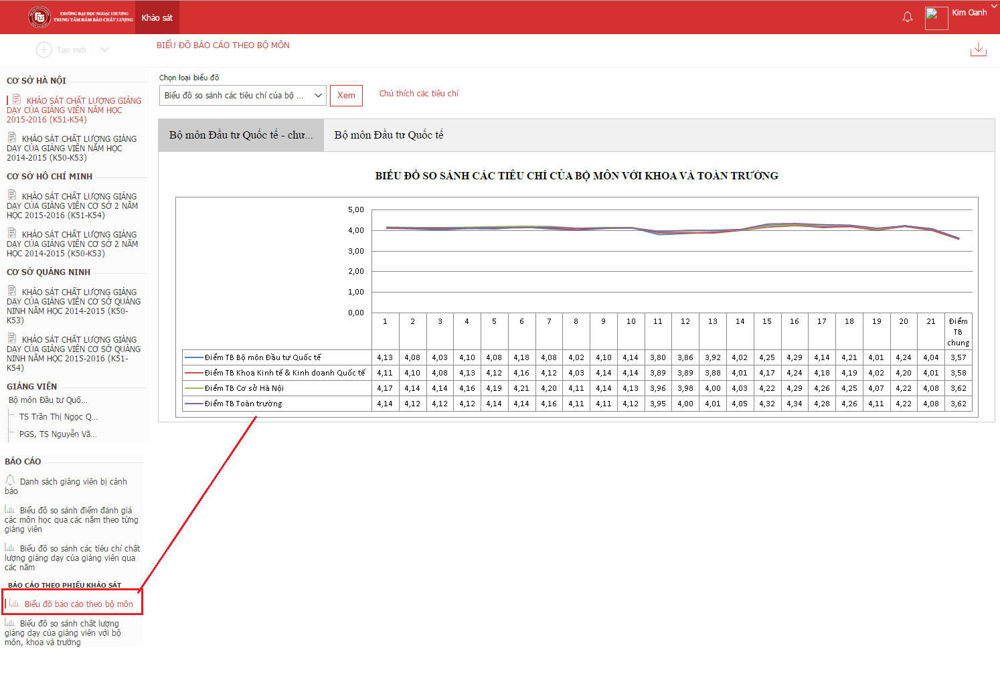 TRƯỜNG ĐẠI HỌC NGOẠI THƯƠNG
TRUNG TÂM ĐẢM BẢO CHẤT LƯỢNG
Khảo sát
Kim Oanh
Tạo mới
BIỂU ĐỒ BÁO CÁO THEO BỘ MÔN
CƠ SỞ HÀ NỘI
KHẢO SÁT CHẤT LƯỢNG GIẢNG
DẠY CỦA GIẢNG VIÊN NĂM HỌC
2015-2016 (K51-K54)
KHẢO SÁT CHẤT LƯỢNG GIẢNG
DẠY CỦA GIẢNG VIÊN NĂM HỌC
2014-2015 (K50-K53)
CƠ SỞ HỒ CHÍ MINH
KHẢO SÁT CHẤT LƯỢNG GIẢNG
DẠY CỦA GIẢNG VIÊN CƠ SỞ 2 NĂM
HỌC 2015-2016 (K51-K54)
KHẢO SÁT CHẤT LƯỢNG GIẢNG
DẠY CỦA GIẢNG VIÊN CƠ SỞ 2 NĂM
HỌC 2014-2015 (K50-K53)
CƠ SỞ QUẢNG NINH
KHẢO SÁT CHẤT LƯỢNG GIẢNG
DẠY CỦA GIẢNG VIÊN CƠ SỞ QUẢNG
NINH NĂM HỌC 2014-2015 (K50-
K53)
KHẢO SÁT CHẤT LƯỢNG GIẢNG
DẠY CỦA GIẢNG VIÊN CƠ SỞ QUẢNG
NINH NĂM HỌC 2015-2016 (K51-
K54)
GIẢNG VIÊN
Bộ môn Đầu tư Quố...
TS Trần Thị Ngọc Q...
PGS, TS Nguyễn Vă...
BÁO CÁO
Danh sách giảng viên bị cảnh
báo
Biểu đồ so sánh điểm đánh giá
các môn học qua các năm theo từng
giảng viên
Biểu đồ so sánh các tiêu chí chất
lượng giảng dạy của giảng viên qua
các năm
BÁO CÁO THEO PHIẾU KHẢO SÁT
Biểu đồ báo cáo theo bộ môn
Biểu đồ so sánh chất lượng
giảng dạy của giảng viên với bộ
môn, khoa và trường
Chọn loại biểu đồ
Biểu đồ so sánh các tiêu chí của bộ ... Xem Chú thích các tiêu chí
Bộ môn Đầu tư Quốc tế - chư... Bộ môn Đầu tư Quốc tế
BIỂU ĐỒ SO SÁNH CÁC TIÊU CHÍ CỦA BỘ MÔN VỚI KHOA VÀ TOÀN TRƯỜNG
5,00
4,00
3,00
2,00
1,00
0,00
1 2 3 4 5 6 7 8 9 10 11 12 13 14 15 16 17 18 19 20 21 Điểm
TB
chung
Điểm TB Bộ môn Đầu tư Quốc tế 4,13 4,08 4,03 4,10 4,08 4,18 4,08 4,02 4,10 4,14 3,80 3,86 3,92 4,02 4,25 4,29 4,14 4,21 4,01 4,24 4,04 3,57
Điểm TB Khoa Kinh tế & Kinh doanh Quốc tế 4,11 4,10 4,08 4,13 4,12 4,16 4,12 4,03 4,14 4,14 3,89 3,89 3,88 4,01 4,17 4,24 4,18 4,19 4,02 4,20 4,01 3,58
Điểm TB Cơ sở Hà Nội 4,17 4,14 4,14 4,16 4,19 4,21 4,20 4,11 4,14 4,13 3,96 3,98 4,00 4,03 4,22 4,29 4,26 4,25 4,07 4,22 4,08 3,62
Điểm TB Toàn trường 4,14 4,12 4,12 4,12 4,14 4,14 4,16 4,11 4,11 4,12 3,95 4,00 4,01 4,05 4,32 4,34 4,28 4,26 4,11 4,22 4,08 3,62